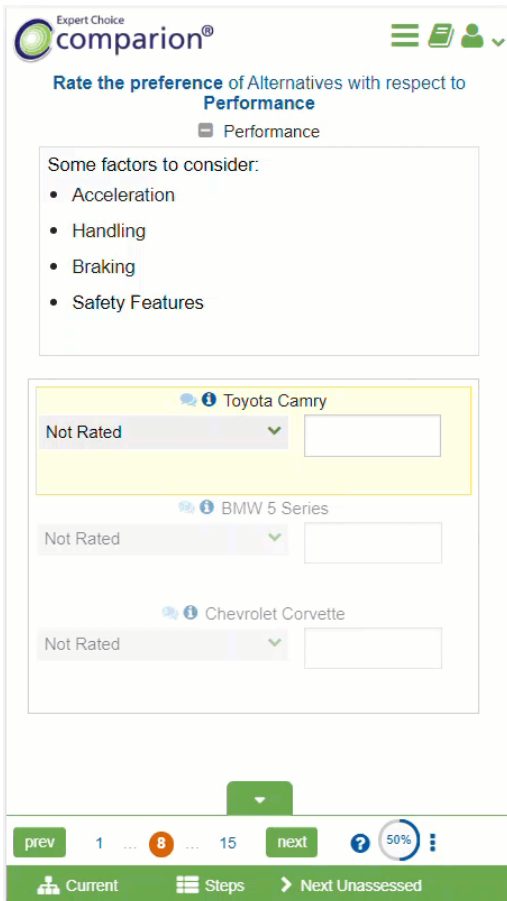 Expert Choice
comparion®
Rate the preference of Alternatives with respect to
Performance
Performance
Some factors to consider:
• Acceleration
• Handling
• Braking
• Safety Features
Toyota Camry
Not Rated
BMW 5 Series
Not Rated
Chevrolet Corvette
Not Rated
prev 1 ... 8 ... 15 next ? 50%
Current Steps Next Unassessed